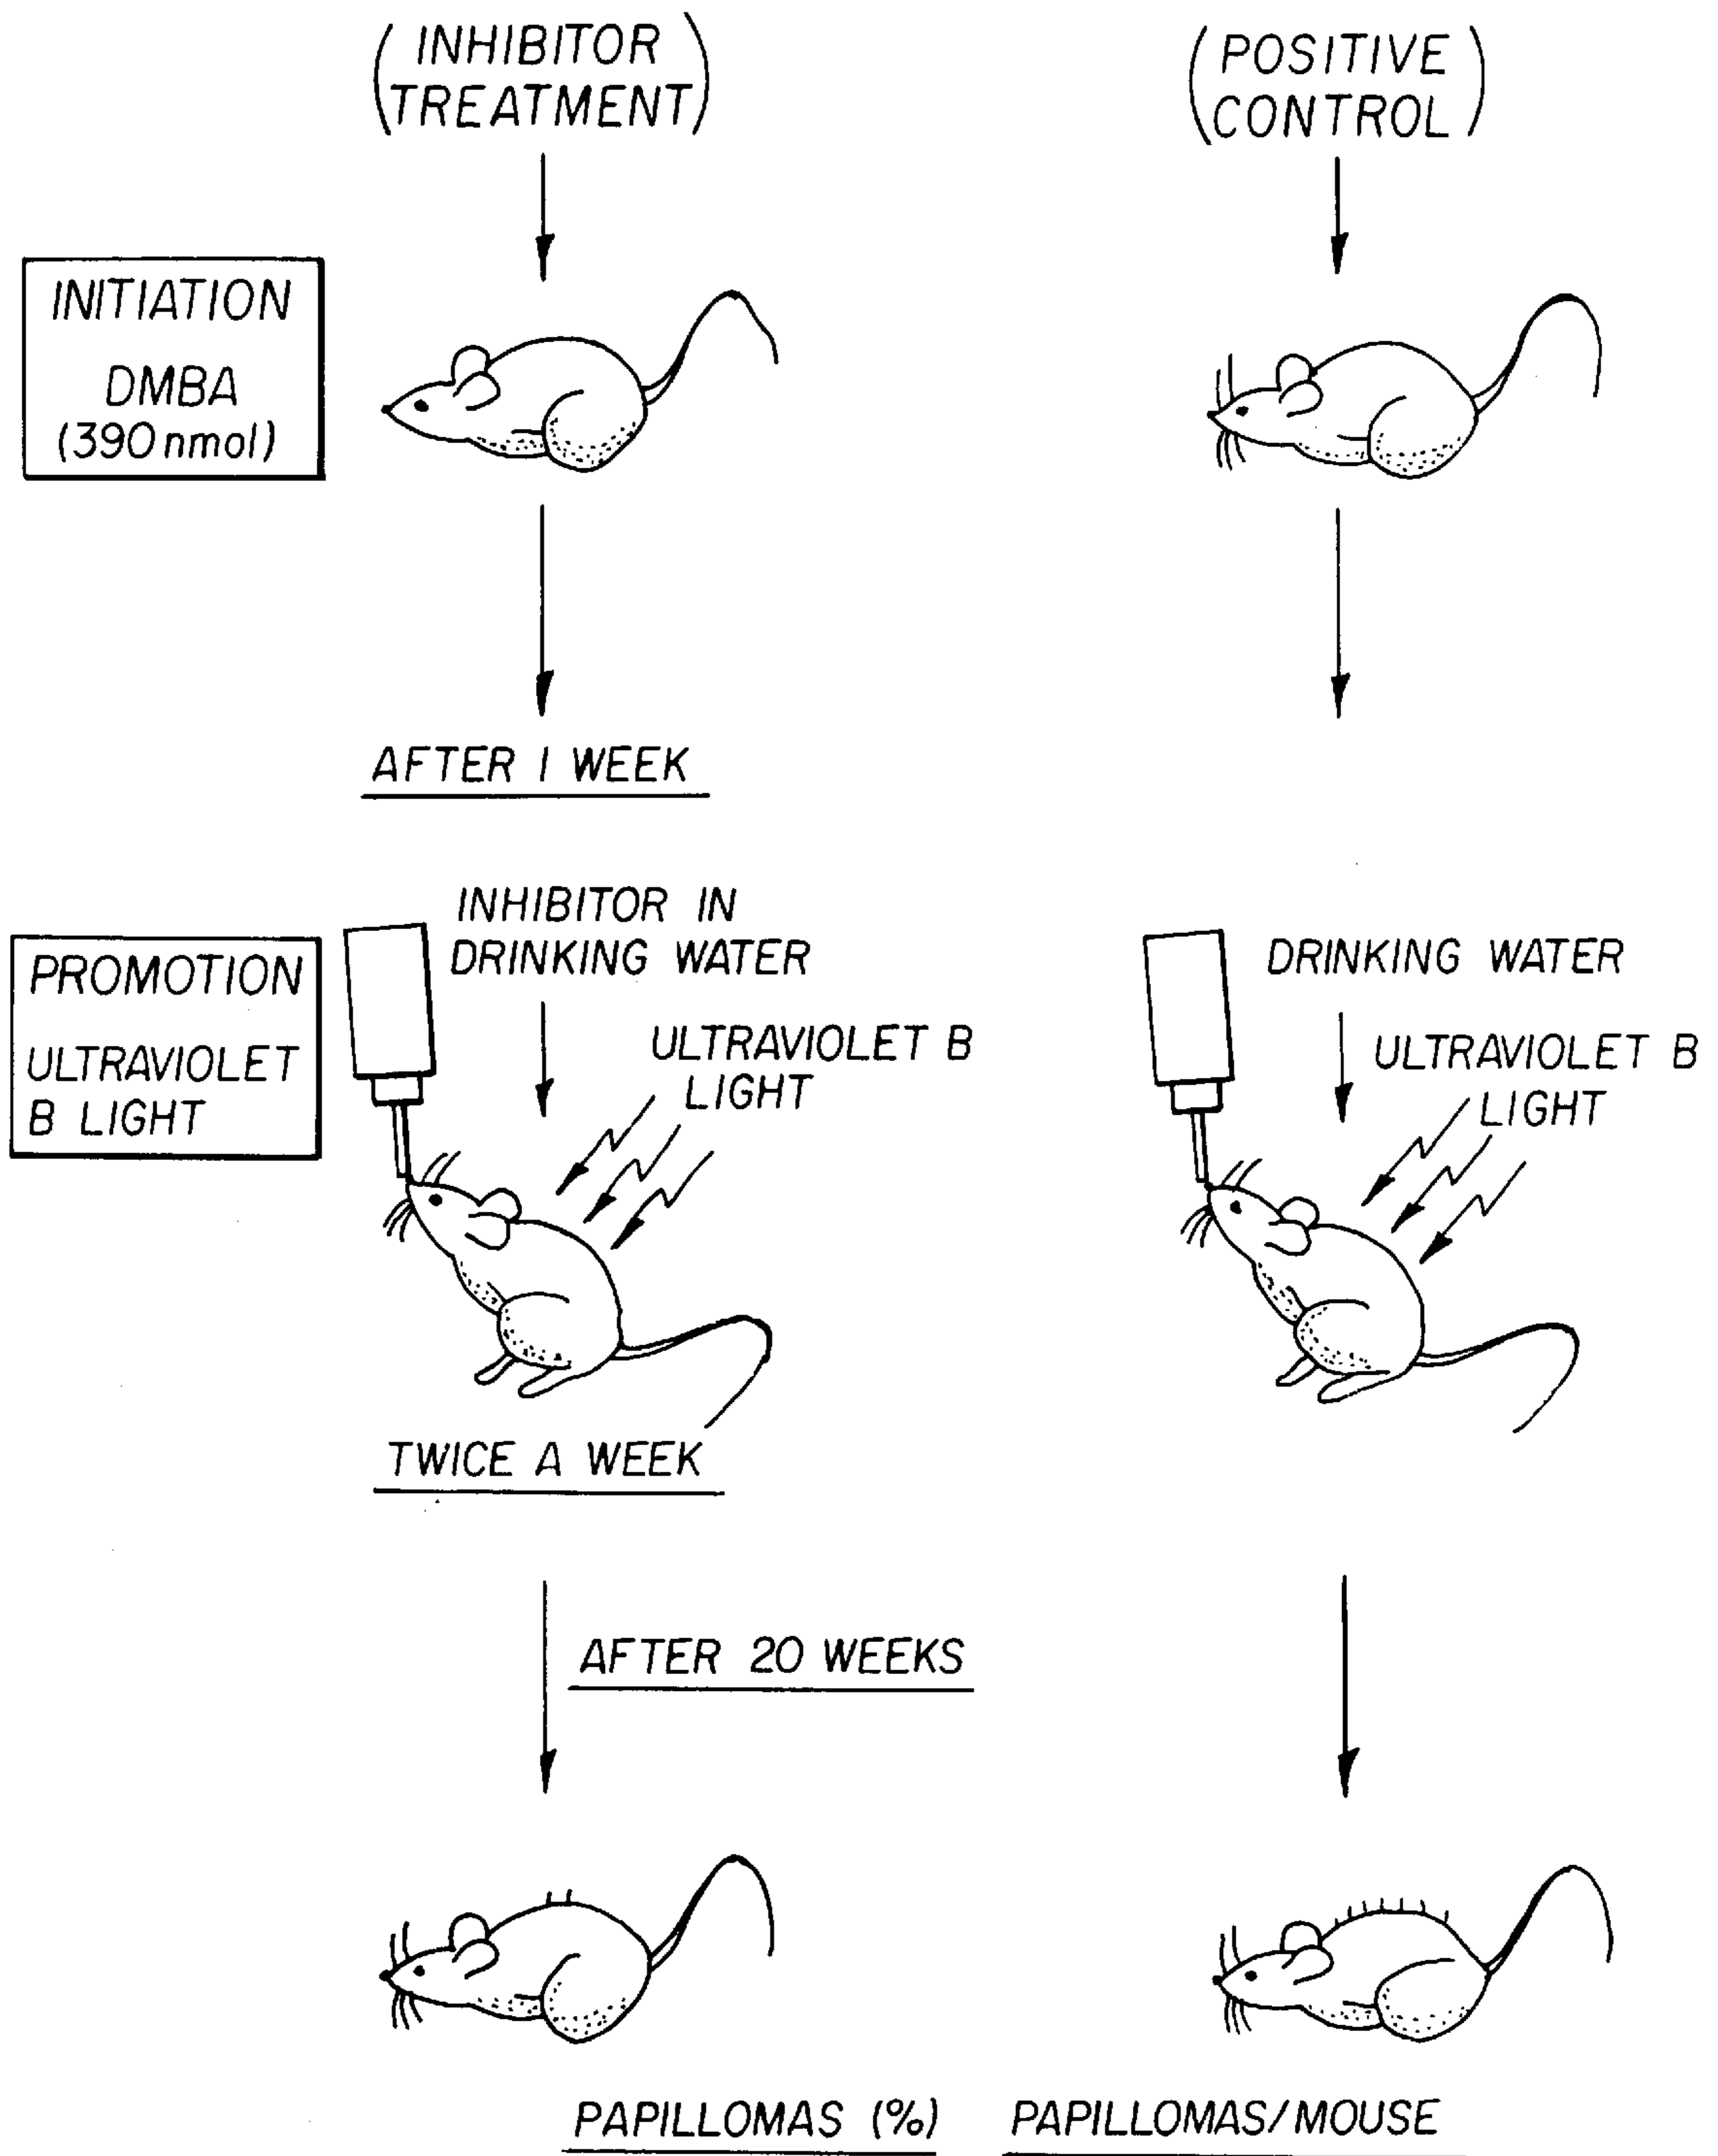 (INHIBITOR
TREATMENT)
(POSITIVE
CONTROL)
INITIATION
DMBA
(390 nmol)
AFTER 1 WEEK
PROMOTION
ULTRAVIOLET
B LIGHT
INHIBITOR IN
DRINKING WATER
ULTRAVIOLET B
LIGHT
DRINKING WATER
ULTRAVIOLET B
LIGHT
TWICE A WEEK
AFTER 20 WEEKS
PAPILLOMAS (%)
PAPILLOMAS/MOUSE